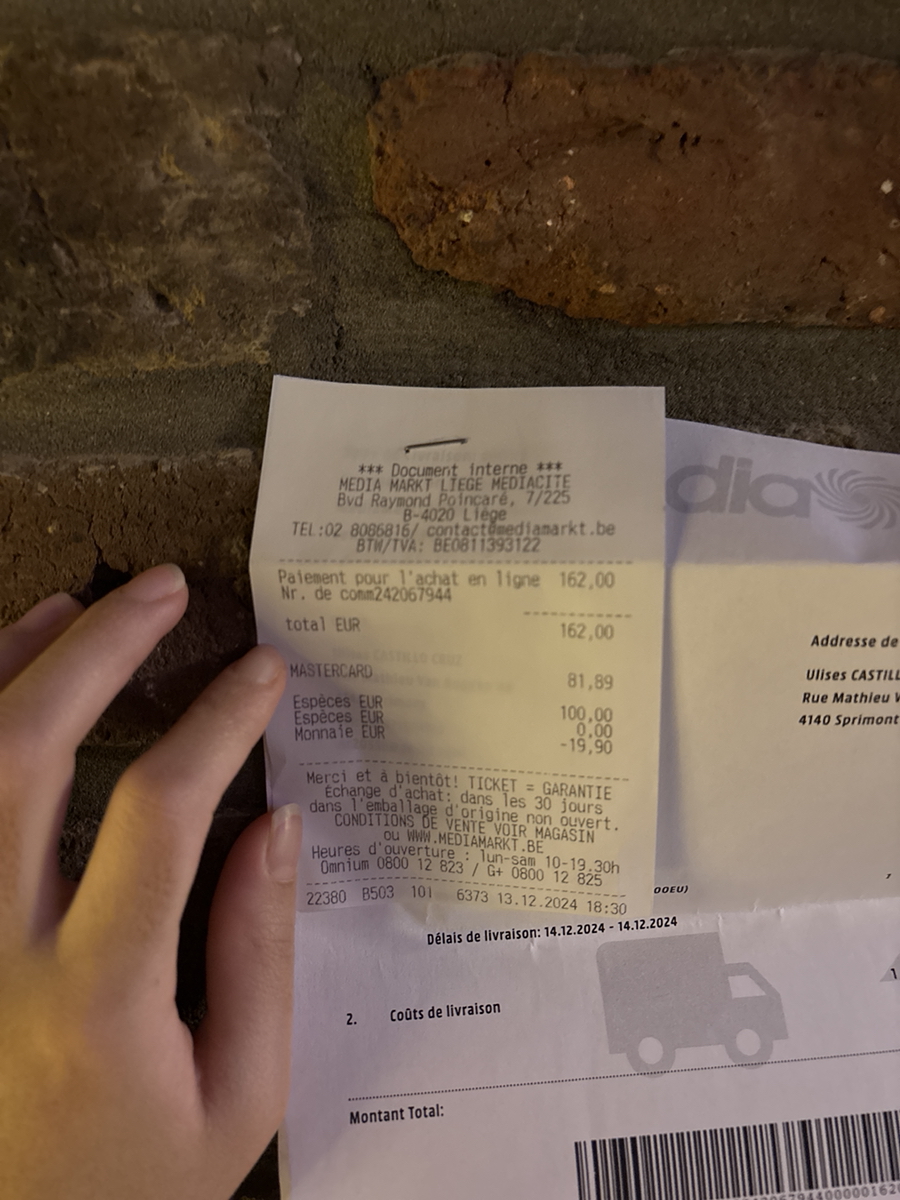 *** Document interne ***
MEDIA MARKT LIEGE MEDIACITE
Bvd Raymond Poincaré, 7/225
B-4020 Liège
TEL:02 8086816/ contact@mediamarkt.be
BTW/TVA: BE0811393122
Paiement pour l'achat en ligne 162,00
Nr. de comm242067944
total EUR 162,00
MASTERCARD 81,89
Espèces EUR 100,00
Espèces EUR 0,00
Monnaie EUR -19,90
Merci et à bientôt! TICKET = GARANTIE
Échange d'achat: dans les 30 jours
dans l'emballage d'origine non ouvert.
CONDITIONS DE VENTE VOIR MAGASIN
ou WWW.MEDIAMARKT.BE
Heures d'ouverture : lun-sam 10-19.30h
Omnium 0800 12 823 / G+ 0800 12 825
22380 B503 101 6373 13.12.2024 18:30
dia
Addresse de
Ulises CASTILL
Rue Mathieu V
4140 Sprimont
OOEU)
Délais de livraison: 14.12.2024 - 14.12.2024
2. Coûts de livraison
1
Montant Total: